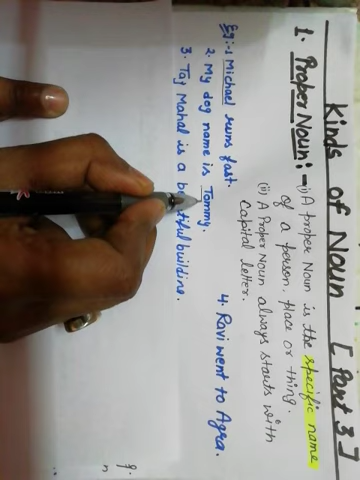 Kinds of Noun [Part 3]
1. Proper Noun:- (i) A proper Noun is the specific name
of a person. place or thing.
(ii) A Proper Noun always starts with
Capital letter.
Eg:-1 Michael runs fast.
2. My dog name is Tommy. 4. Ravi went to Agra.
3. Taj Mahal is a beautiful building.